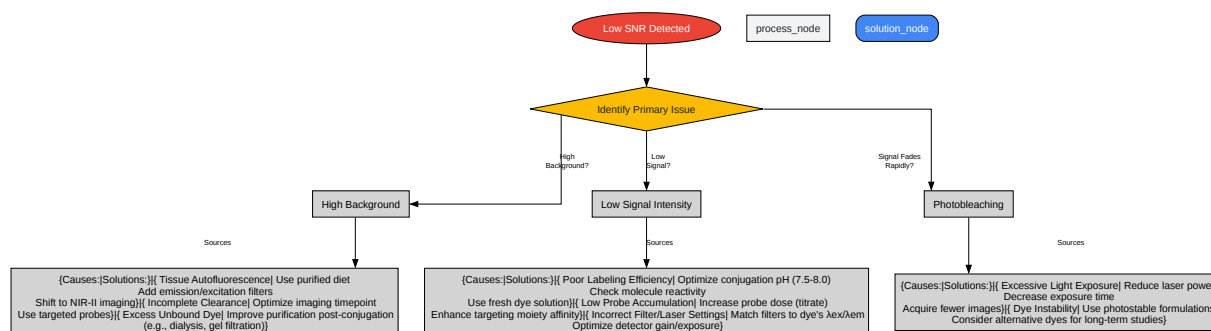 Low SNR Detected
process_node
solution_node
Identify Primary Issue
High
Background?
Low
Signal?
Signal Fades
Rapidly?
High Background
Low Signal Intensity
Photobleaching
Sources
Sources
Sources
{Causes:|Solutions:}|{ Tissue Autofluorescence| Use purified diet
Add emission/excitation filters
Shift to NIR-II imaging}|{ Incomplete Clearance| Optimize imaging timepoint
Use targeted probes}|{ Excess Unbound Dye| Improve purification post-conjugation
(e.g., dialysis, gel filtration)}
{Causes:|Solutions:}|{ Poor Labeling Efficiency| Optimize conjugation pH (7.5-8.0)
Check molecule reactivity
Use fresh dye solution}|{ Low Probe Accumulation| Increase probe dose (titrate)
Enhance targeting moiety affinity}|{ Incorrect Filter/Laser Settings| Match filters to dye's λex/λem
Optimize detector gain/exposure}
{Causes:|Solutions:}|{ Excessive Light Exposure| Reduce laser power
Decrease exposure time
Acquire fewer images}|{ Dye Instability| Use photostable formulations
Consider alternative dyes for long-term studies}